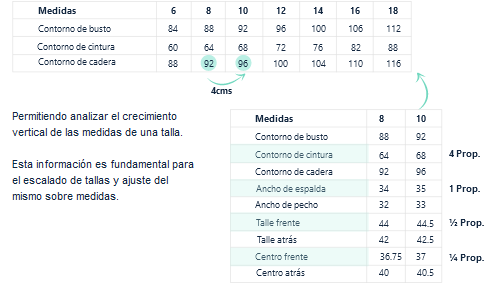 Medidas 6 8 10 12 14 16 18
Contorno de busto 84 88 92 96 100 106 112
Contorno de cintura 60 64 68 72 76 82 88
Contorno de cadera 88 92 96 100 104 110 116
4cms
Permitiendo analizar el crecimiento
vertical de las medidas de una talla.
Esta información es fundamental para
el escalado de tallas y ajuste del
mismo sobre medidas.
Medidas 8 10
Contorno de busto 88 92
Contorno de cintura 64 68 4 Prop.
Contorno de cadera 92 96
Ancho de espalda 34 35 1 Prop.
Ancho de pecho 32 33
Talle frente 44 44.5 ½ Prop.
Talle atrás 42 42.5
Centro frente 36.75 37 ¼ Prop.
Centro atrás 40 40.5